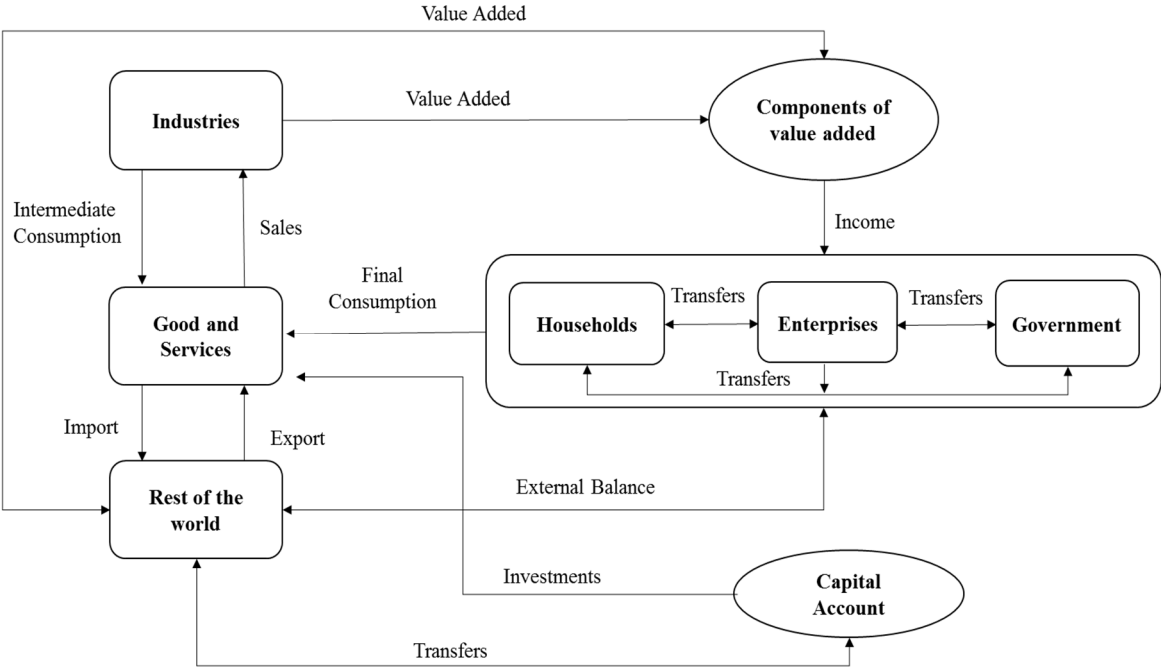 Value Added
Industries
Value Added
Components of
value added
Intermediate
Consumption
Sales
Income
Final
Consumption
Good and
Services
Households
Transfers
Enterprises
Transfers
Government
Transfers
Import
Export
Rest of the
world
External Balance
Investments
Capital
Account
Transfers